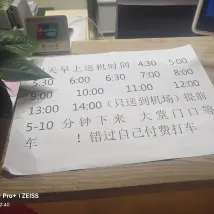 天早上送机时间 4:30 5:00
5:30 6:00 6:30 7:00 8:00
9:00 10:00 11:00 12:00
13:00 14:00(只送到机场)提前
5-10 分钟下来 大堂门口等
车 !错过自己付费打车
Pro+ | ZEISS
2:40